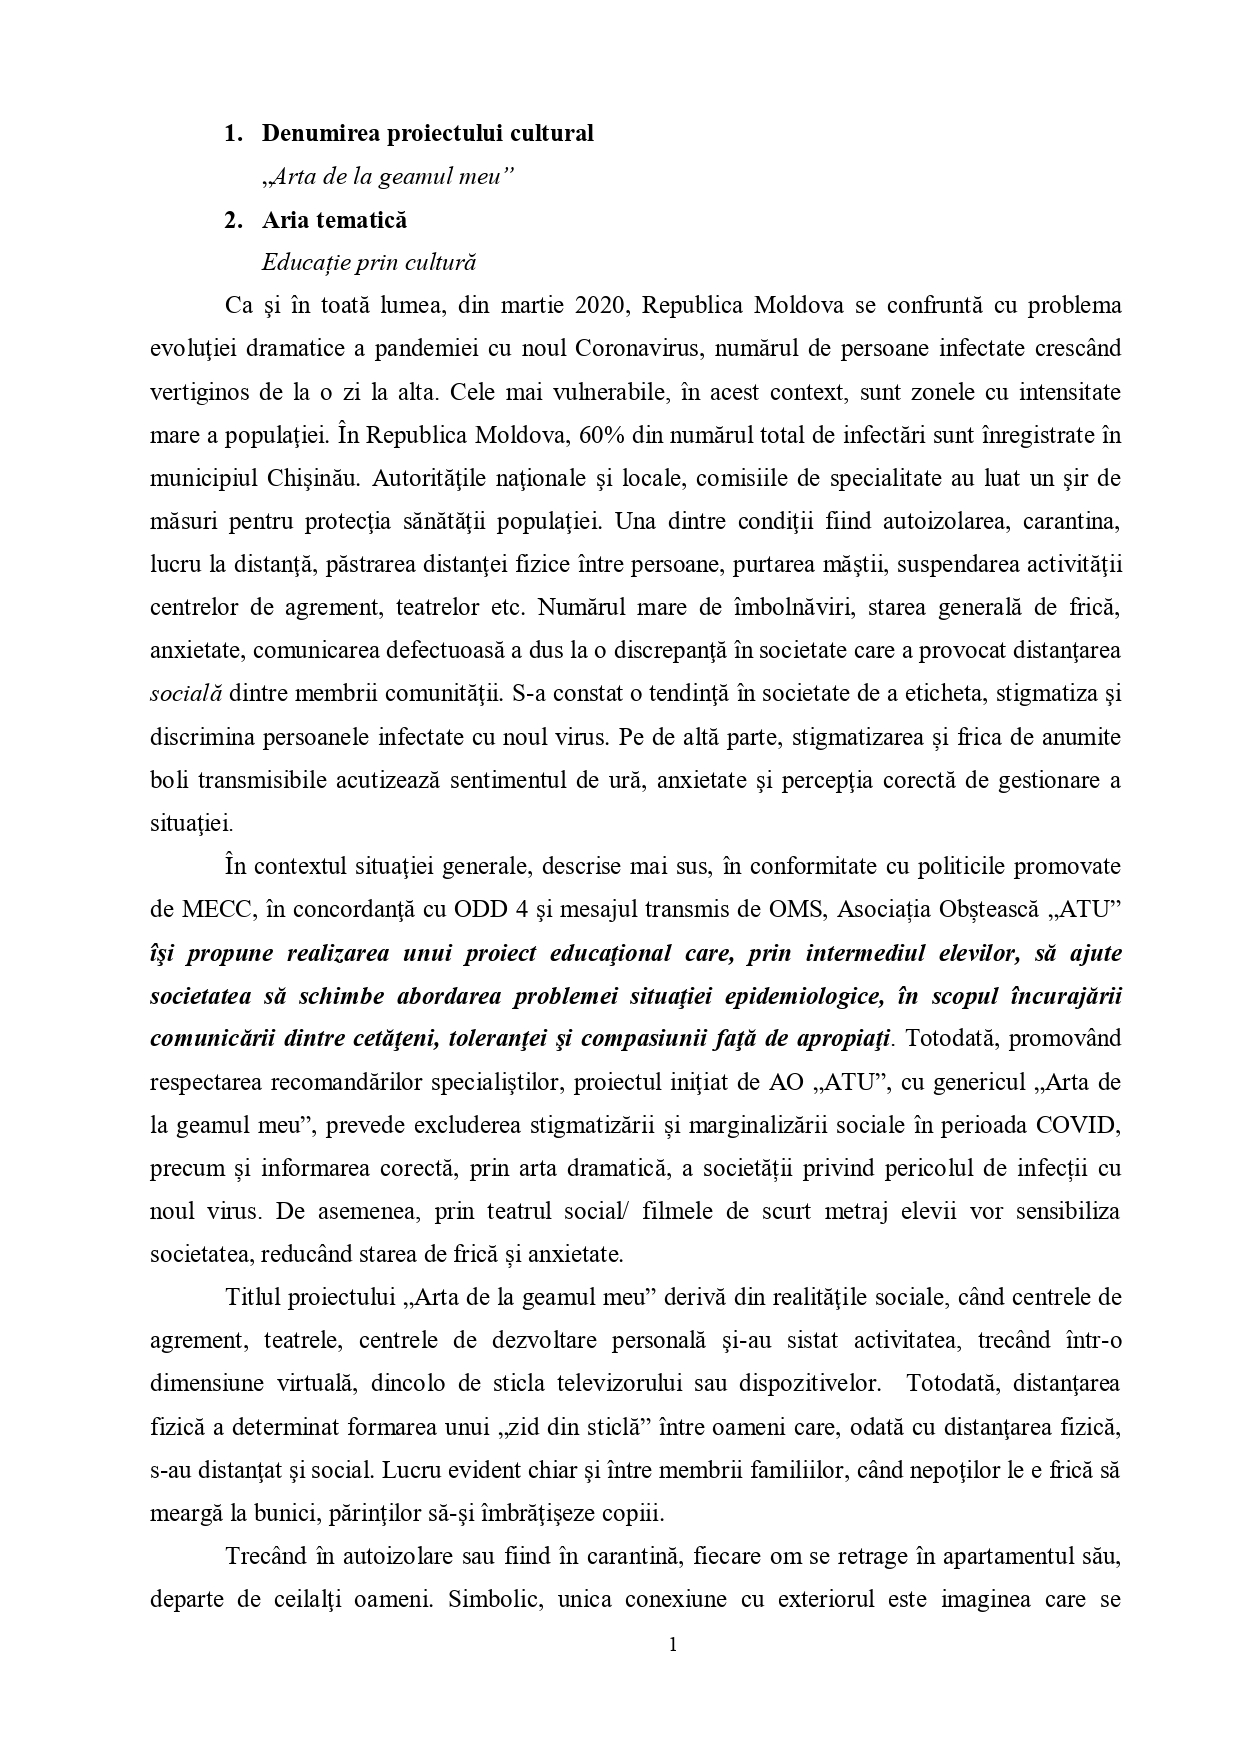 1. Denumirea proiectului cultural
„Arta de la geamul meu”
2. Aria tematică
Educație prin cultură
Ca şi în toată lumea, din martie 2020, Republica Moldova se confruntă cu problema
evoluţiei dramatice a pandemiei cu noul Coronavirus, numărul de persoane infectate crescând
vertiginos de la o zi la alta. Cele mai vulnerabile, în acest context, sunt zonele cu intensitate
mare a populaţiei. În Republica Moldova, 60% din numărul total de infectări sunt înregistrate în
municipiul Chişinău. Autorităţile naţionale şi locale, comisiile de specialitate au luat un şir de
măsuri pentru protecţia sănătăţii populaţiei. Una dintre condiţii fiind autoizolarea, carantina,
lucru la distanţă, păstrarea distanţei fizice între persoane, purtarea măştii, suspendarea activităţii
centrelor de agrement, teatrelor etc. Numărul mare de îmbolnăviri, starea generală de frică,
anxietate, comunicarea defectuoasă a dus la o discrepanţă în societate care a provocat distanţarea
socială dintre membrii comunităţii. S-a constat o tendinţă în societate de a eticheta, stigmatiza şi
discrimina persoanele infectate cu noul virus. Pe de altă parte, stigmatizarea și frica de anumite
boli transmisibile acutizează sentimentul de ură, anxietate şi percepţia corectă de gestionare a
situaţiei.
În contextul situaţiei generale, descrise mai sus, în conformitate cu politicile promovate
de MECC, în concordanţă cu ODD 4 şi mesajul transmis de OMS, Asociația Obștească „ATU”
îşi propune realizarea unui proiect educaţional care, prin intermediul elevilor, să ajute
societatea să schimbe abordarea problemei situaţiei epidemiologice, în scopul încurajării
comunicării dintre cetăţeni, toleranţei şi compasiunii faţă de apropiaţi. Totodată, promovând
respectarea recomandărilor specialiştilor, proiectul iniţiat de AO „ATU”, cu genericul „Arta de
la geamul meu”, prevede excluderea stigmatizării și marginalizării sociale în perioada COVID,
precum și informarea corectă, prin arta dramatică, a societății privind pericolul de infecții cu
noul virus. De asemenea, prin teatrul social/ filmele de scurt metraj elevii vor sensibiliza
societatea, reducând starea de frică și anxietate.
Titlul proiectului „Arta de la geamul meu” derivă din realităţile sociale, când centrele de
agrement, teatrele, centrele de dezvoltare personală şi-au sistat activitatea, trecând într-o
dimensiune virtuală, dincolo de sticla televizorului sau dispozitivelor. Totodată, distanţarea
fizică a determinat formarea unui „zid din sticlă” între oameni care, odată cu distanţarea fizică,
s-au distanţat şi social. Lucru evident chiar şi între membrii familiilor, când nepoţilor le e frică să
meargă la bunici, părinţilor să-şi îmbrăţişeze copiii.
Trecând în autoizolare sau fiind în carantină, fiecare om se retrage în apartamentul său,
departe de ceilalţi oameni. Simbolic, unica conexiune cu exteriorul este imaginea care se
1